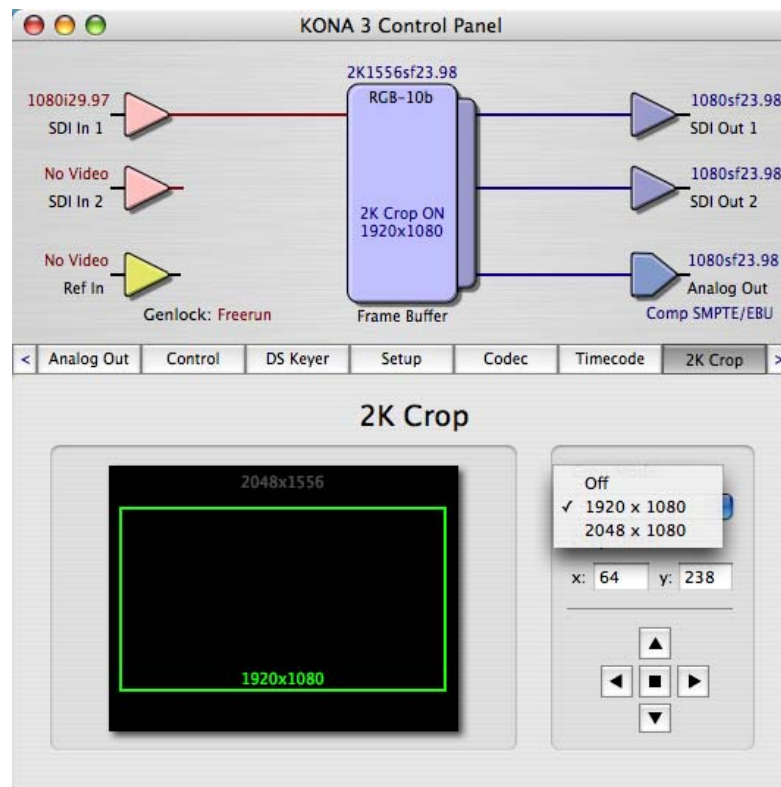 KONA 3 Control Panel
2K1556sf23.98
1080i29.97
SDI In 1
RGB-10b
1080sf23.98
SDI Out 1
No Video
SDI In 2
2K Crop ON
1920x1080
1080sf23.98
SDI Out 2
No Video
Ref In
1080sf23.98
Analog Out
Genlock: Freerun
Frame Buffer
Comp SMPTE/EBU
< Analog Out Control DS Keyer Setup Codec Timecode 2K Crop >
2K Crop
2048x1556
1920x1080
Off
✓ 1920 x 1080
2048 x 1080
x: 64 y: 238